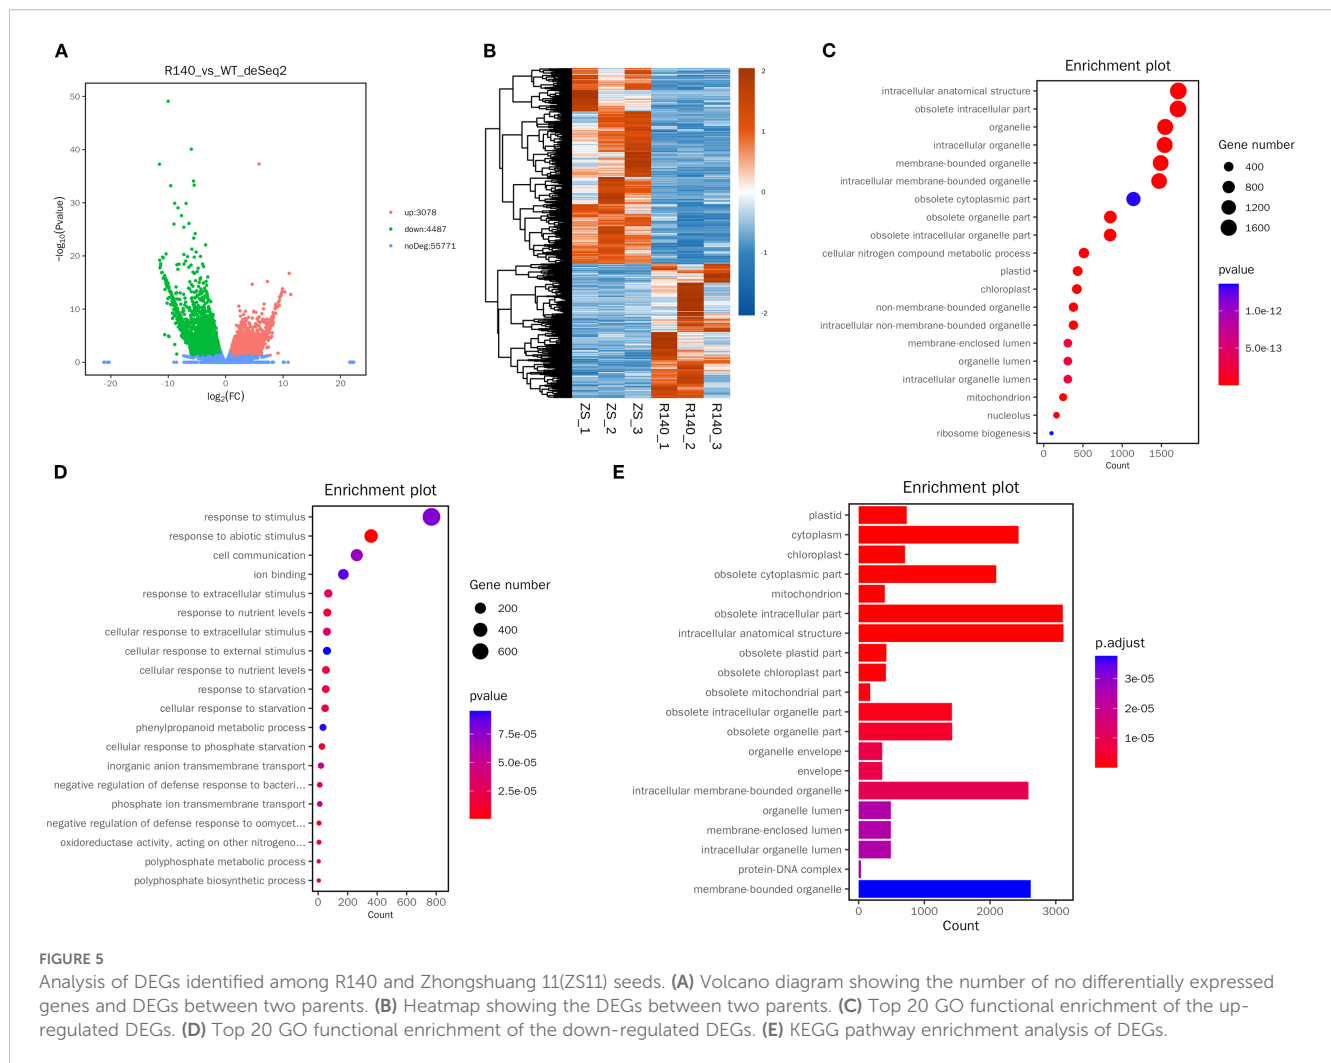 A
R140_vs_WT_deSeq2
50
40
30
20
10
0
-log10(Pvalue)
-20
-10
0
10
20
log2(FC)
up:3078
down:4487
noDeg:55771
B
2
1
0
-1
-2
ZS_1
ZS_2
ZS_3
R140_1
R140_2
R140_3
C
Enrichment plot
intracellular anatomical structure
obsolete intracellular part
organelle
intracellular organelle
membrane-bounded organelle
intracellular membrane-bounded organelle
obsolete cytoplasmic part
obsolete organelle part
obsolete intracellular organelle part
cellular nitrogen compound metabolic process
plastid
chloroplast
non-membrane-bounded organelle
intracellular non-membrane-bounded organelle
membrane-enclosed lumen
organelle lumen
intracellular organelle lumen
mitochondrion
nucleolus
ribosome biogenesis
0
500
1000
1500
Count
Gene number
400
800
1200
1600
pvalue
1.0e-12
5.0e-13
D
Enrichment plot
response to stimulus
response to abiotic stimulus
cell communication
ion binding
response to extracellular stimulus
response to nutrient levels
cellular response to extracellular stimulus
cellular response to external stimulus
cellular response to nutrient levels
response to starvation
cellular response to starvation
phenylpropanoid metabolic process
cellular response to phosphate starvation
inorganic anion transmembrane transport
negative regulation of defense response to bacteri...
phosphate ion transmembrane transport
negative regulation of defense response to oomycet...
oxidoreductase activity, acting on other nitrogeno...
polyphosphate metabolic process
polyphosphate biosynthetic process
0
200
400
600
800
Count
Gene number
200
400
600
pvalue
7.5e-05
5.0e-05
2.5e-05
E
Enrichment plot
plastid
cytoplasm
chloroplast
obsolete cytoplasmic part
mitochondrion
obsolete intracellular part
intracellular anatomical structure
obsolete plastid part
obsolete chloroplast part
obsolete mitochondrial part
obsolete intracellular organelle part
obsolete organelle part
organelle envelope
envelope
intracellular membrane-bounded organelle
organelle lumen
membrane-enclosed lumen
intracellular organelle lumen
protein-DNA complex
membrane-bounded organelle
0
1000
2000
3000
Count
p.adjust
3e-05
2e-05
1e-05
FIGURE 5
Analysis of DEGs identified among R140 and Zhongshuang 11(ZS11) seeds. (A) Volcano diagram showing the number of no differentially expressed
genes and DEGs between two parents. (B) Heatmap showing the DEGs between two parents. (C) Top 20 GO functional enrichment of the up-
regulated DEGs. (D) Top 20 GO functional enrichment of the down-regulated DEGs. (E) KEGG pathway enrichment analysis of DEGs.